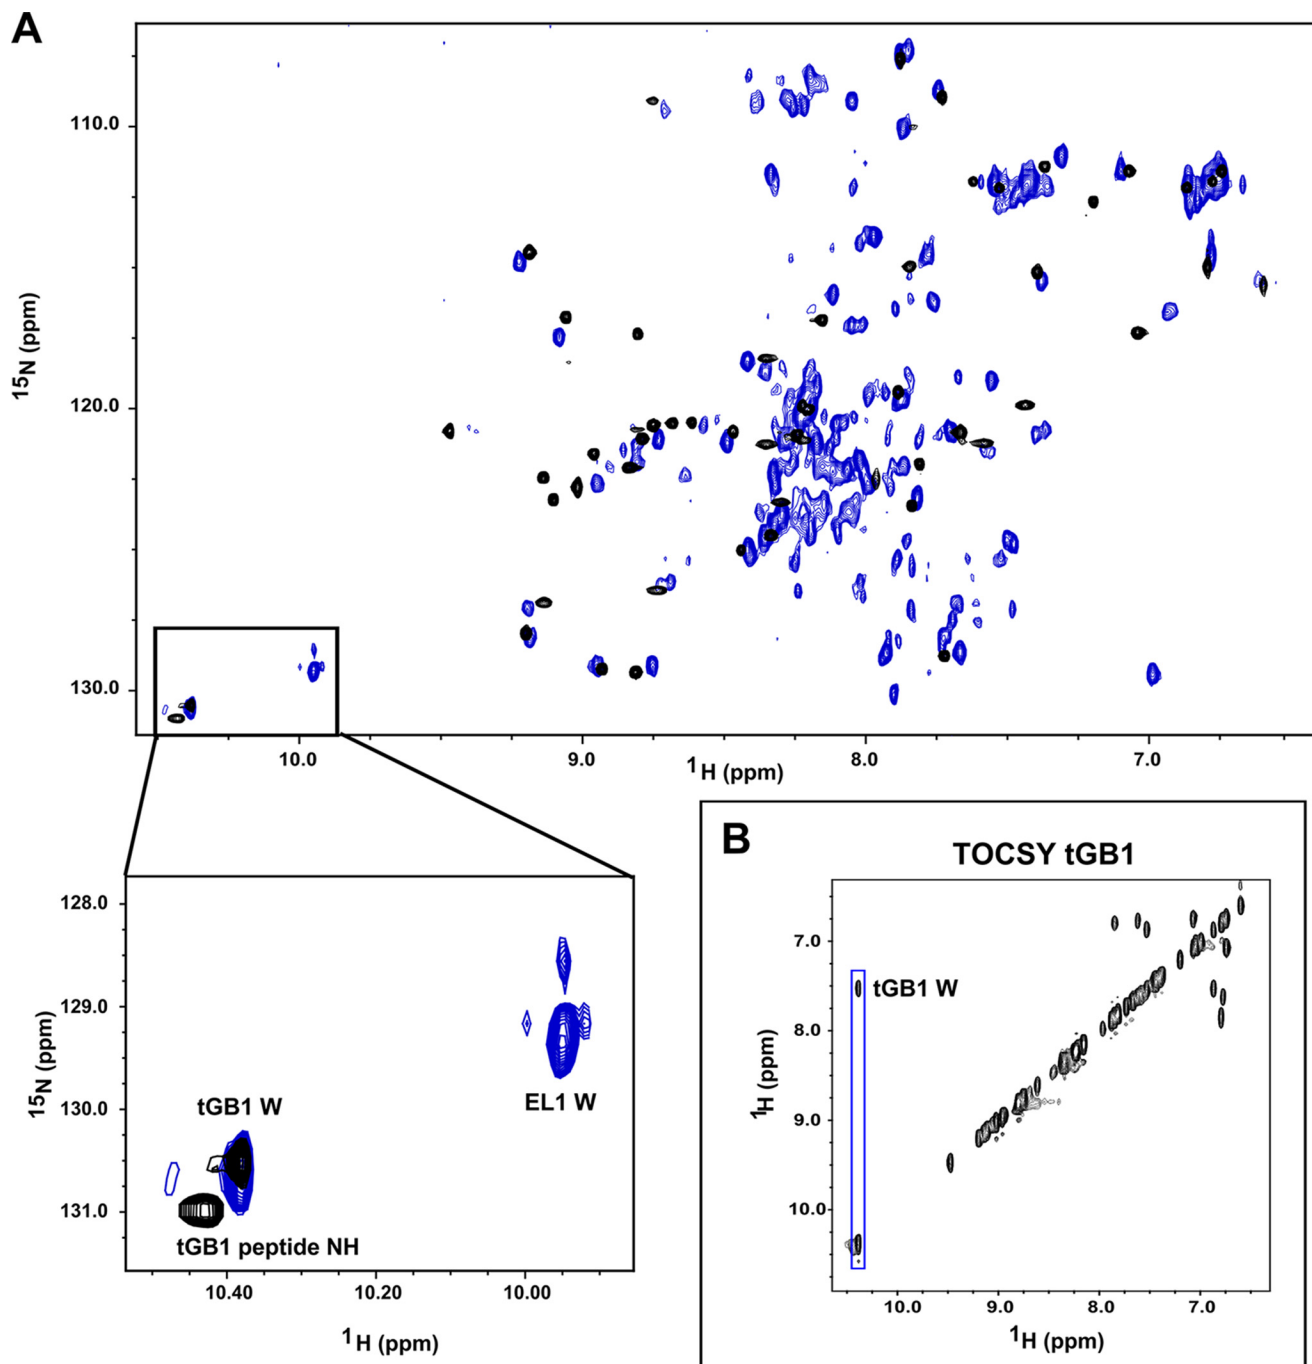 A
110.0
120.0
130.0
15N (ppm)
10.0
9.0
8.0
7.0
1H (ppm)
128.0
129.0
130.0
131.0
15N (ppm)
tGB1 W
EL1 W
tGB1 peptide NH
10.40
10.20
10.00
1H (ppm)
B
TOCSY tGB1
7.0
8.0
9.0
10.0
1H (ppm)
tGB1 W
10.0
9.0
8.0
7.0
1H (ppm)